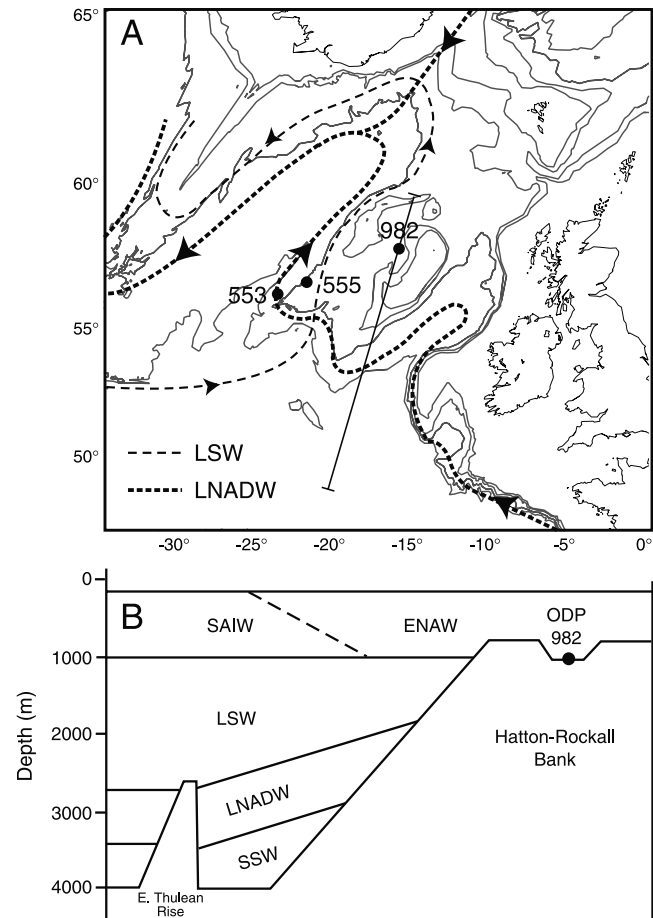 65°
A
60°
982
553
555
55°
50°
LSW
LNADW
-30° -25° -20° -15° -10° -5° 0°
0
B
SAIW
ENAW
ODP
982
1000
LSW
Hatton-Rockall
Bank
2000
Depth (m)
LNADW
3000
SSW
4000
E. Thulean
Rise